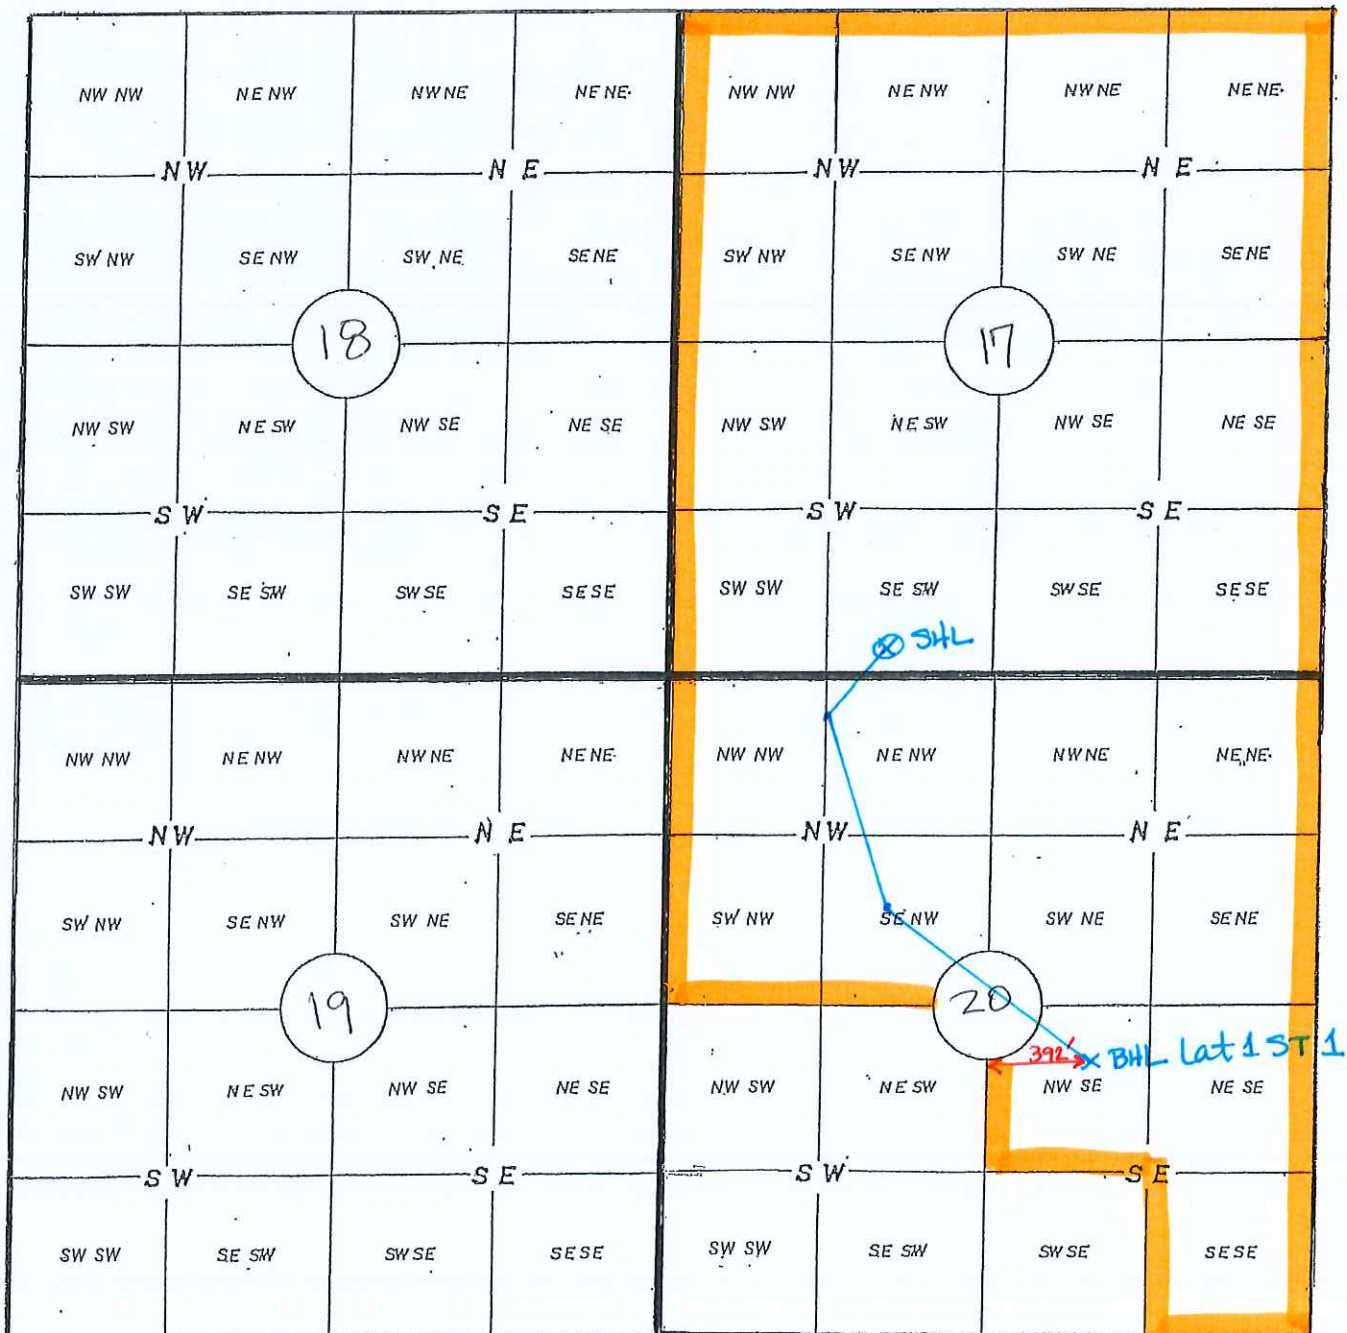 NW NW NE NW NW NE NE NE NW NW NE NW NW NE NE NE
NW N E NW N E
SW NW SE NW SW NE SE NE SW NW SE NW SW NE SE NE
18 17
NW SW NE SW NW SE NE SE NW SW NE SW NW SE NE SE
SW SE SW SE
SW SW SE SW SW SE SE SE SW SW SE SW SW SE SE SE
SHL
NW NW NE NW NW NE NE NE NW NW NE NW NW NE NE NE
NW N E NW N E
SW NW SE NW SW NE SE NE SW NW SE NW SW NE SE NE
19 20
392' BHL Lat 1 ST 1
NW SW NE SW NW SE NE SE NW SW NE SW NW SE NE SE
SW SE SW SE
SW SW SE SW SW SE SE SE SW SW SE SW SW SE SE SE